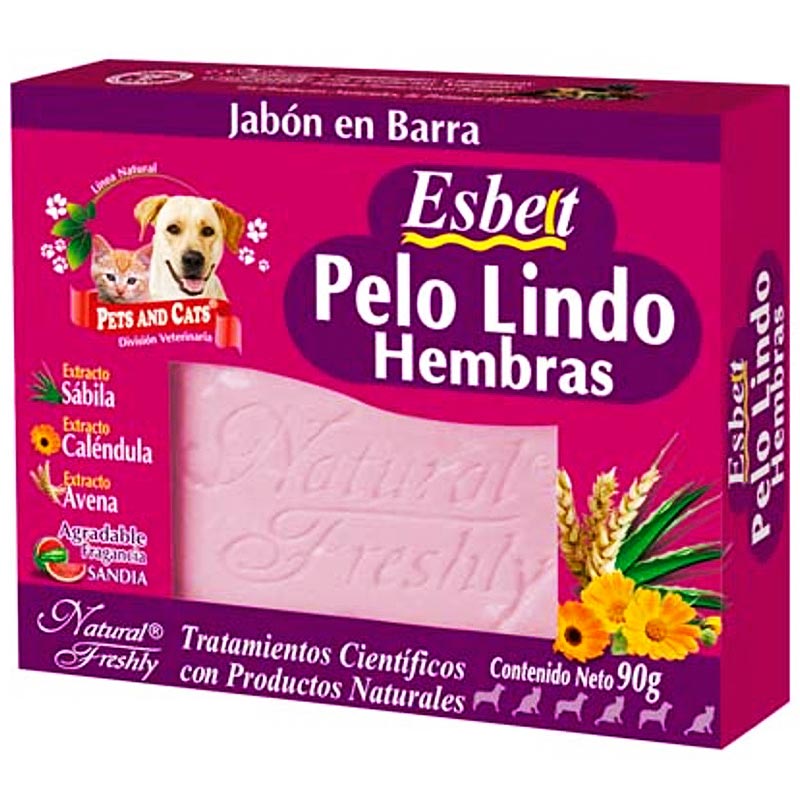 Jabón en Barra
Línea Natural
PETS AND CATS®
División Veterinaria
Esbelt
Pelo Lindo
Hembras
Extracto
Sábila
Extracto
Caléndula
Extracto
Avena
Agradable
Fragancia
SANDIA
Natural
Freshly
Natural®
Freshly
Tratamientos Científicos
con Productos Naturales
Contenido Neto 90g
Esbelt
Pelo Lindo
Hembras